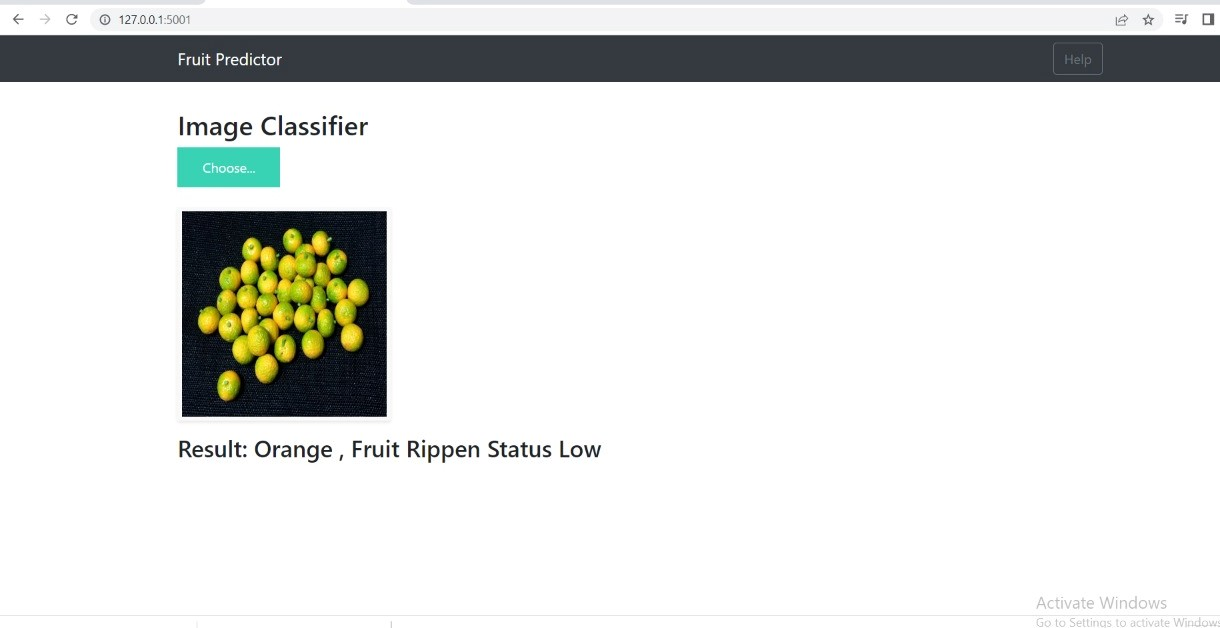 127.0.0.1:5001
Fruit Predictor
Help
Image Classifier
Choose...
Result: Orange , Fruit Rippen Status Low
Activate Windows
Go to Settings to activate Windows